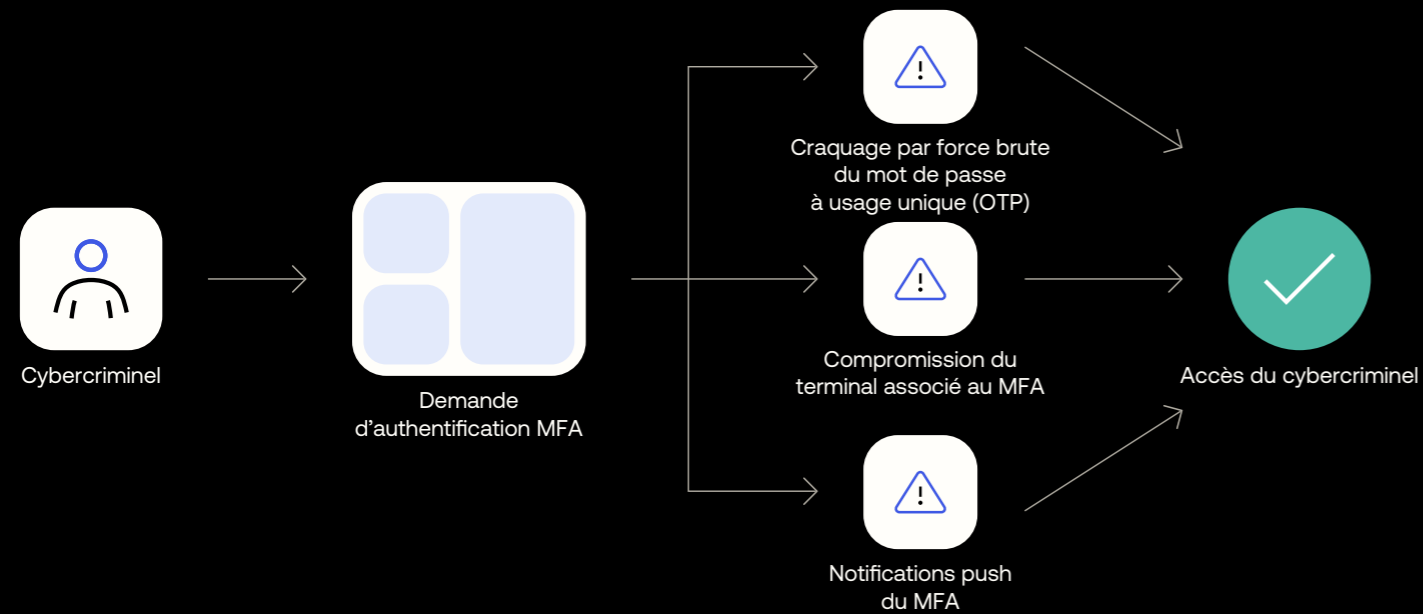 Cybercriminel
Demande
d’authentification MFA
Craquage par force brute
du mot de passe
à usage unique (OTP)
Compromission du
terminal associé au MFA
Notifications push
du MFA
Accès du cybercriminel